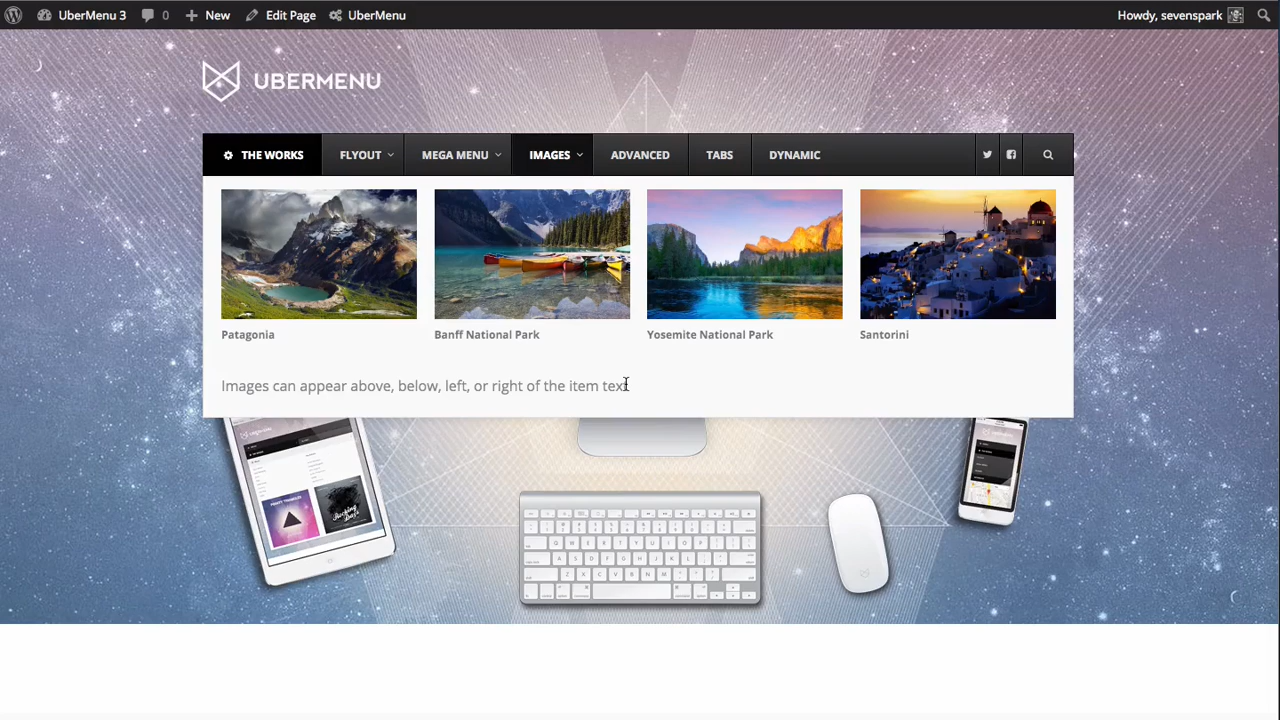 UberMenu 3 0 New Edit Page UberMenu Howdy, sevenspark
UBERMENU
THE WORKS FLYOUT MEGA MENU IMAGES ADVANCED TABS DYNAMIC
Patagonia Banff National Park Yosemite National Park Santorini
Images can appear above, below, left, or right of the item text